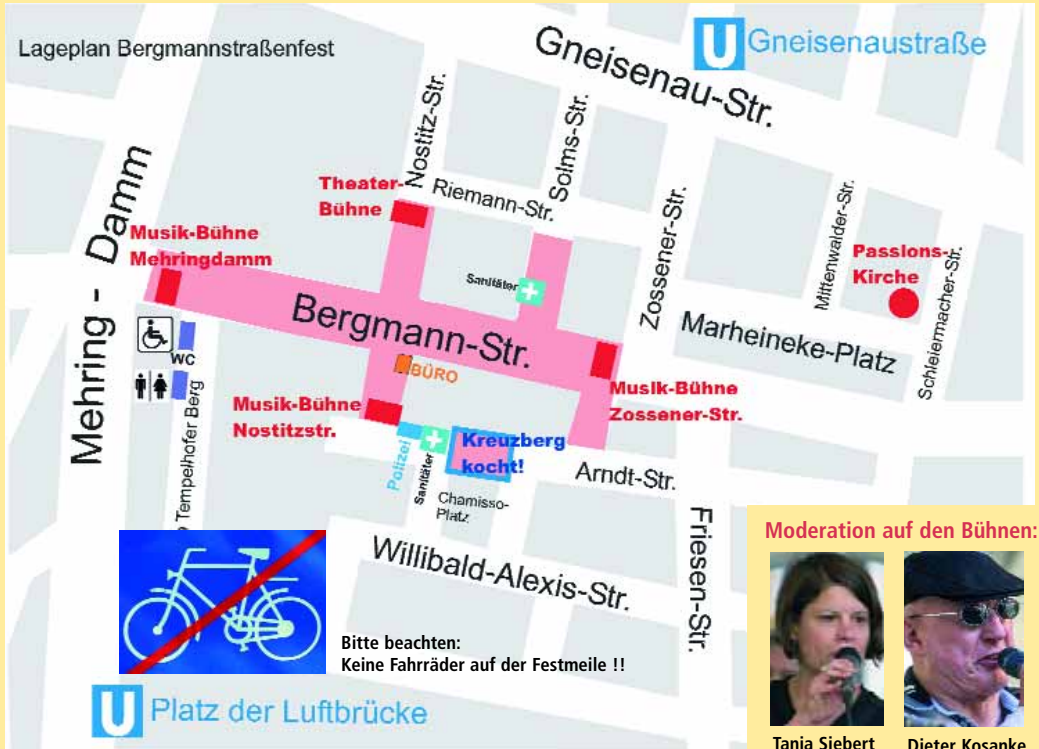 Lageplan Bergmannstraßenfest
U Gneisenaustraße
Gneisenau-Str.
Nostitz-Str.
Solms-Str.
Mehring - Damm
Theater-
Bühne
Riemann-Str.
Zossener-Str.
Mittenwalder-Str.
Schleiermacher-Str.
Musik-Bühne
Mehringdamm
Passions-
Kirche
Sanitäter
Bergmann-Str.
Marheineke-Platz
WC
BÜRO
Musik-Bühne
Zossener-Str.
Musik-Bühne
Nostitzstr.
Tempelhofer Berg
Polizei
Sanitäter
Kreuzberg
kocht!
Arndt-Str.
Chamisso-
Platz
Willibald-Alexis-Str.
Friesen-Str.
Bitte beachten:
Keine Fahrräder auf der Festmeile !!
U Platz der Luftbrücke
Moderation auf den Bühnen:
Tanja Siebert
Dieter Kosanke